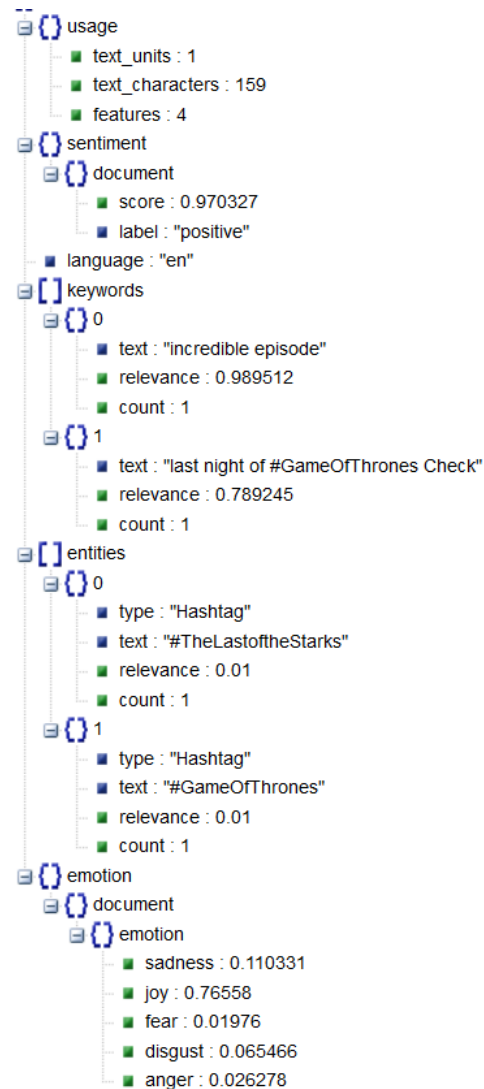 usage
text_units : 1
text_characters : 159
features : 4
sentiment
document
score : 0.970327
label : "positive"
language : "en"
keywords
0
text : "incredible episode"
relevance : 0.989512
count : 1
1
text : "last night of #GameOfThrones Check"
relevance : 0.789245
count : 1
entities
0
type : "Hashtag"
text : "#TheLastoftheStarks"
relevance : 0.01
count : 1
1
type : "Hashtag"
text : "#GameOfThrones"
relevance : 0.01
count : 1
emotion
document
emotion
sadness : 0.110331
joy : 0.76558
fear : 0.01976
disgust : 0.065466
anger : 0.026278